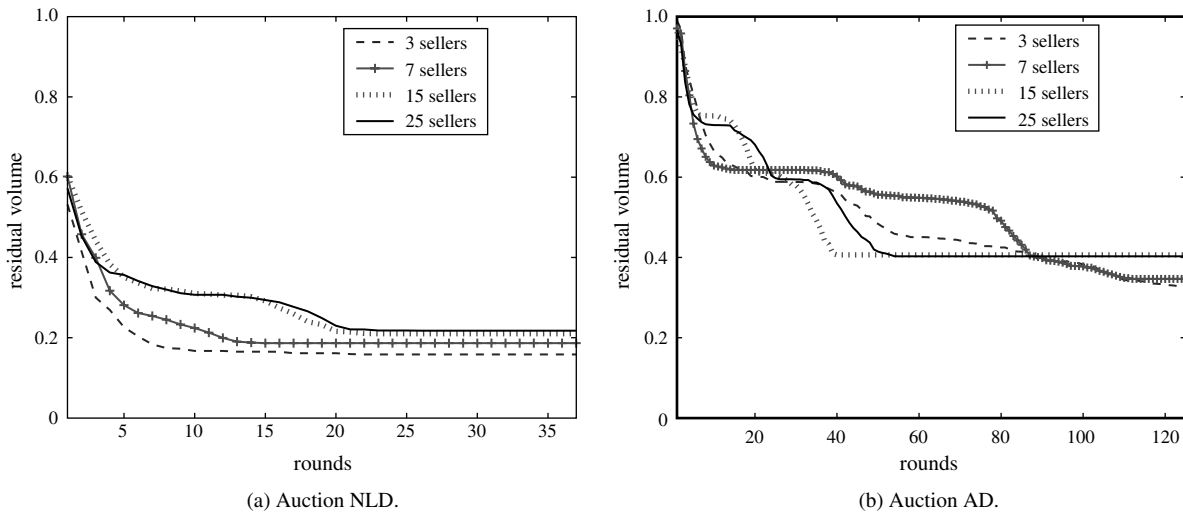 1.0
0.8
0.6
0.4
0.2
0
residual volume
3 sellers
7 sellers
15 sellers
25 sellers
5 10 15 20 25 30 35
rounds
(a) Auction NLD.
1.0
0.8
0.6
0.4
0.2
0
residual volume
3 sellers
7 sellers
15 sellers
25 sellers
20 40 60 80 100 120
rounds
(b) Auction AD.